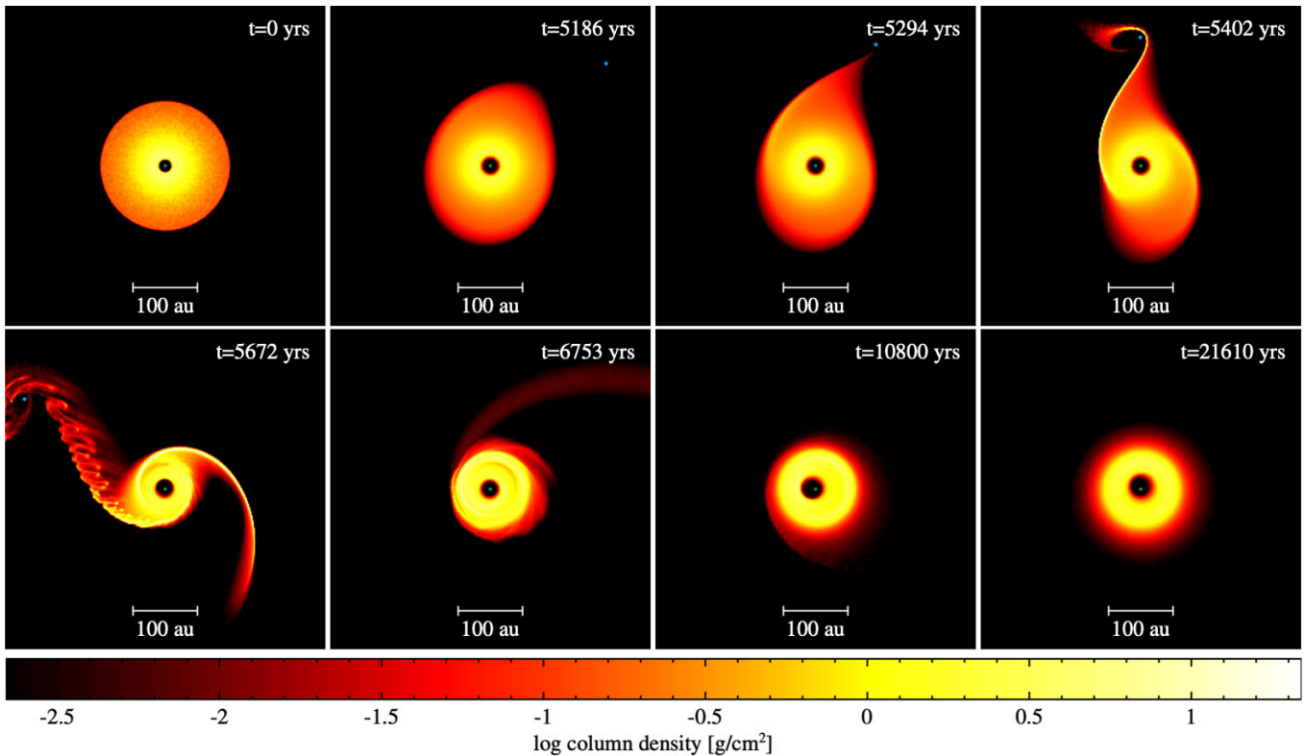 t=0 yrs
t=5186 yrs
t=5294 yrs
t=5402 yrs
100 au
100 au
100 au
100 au
t=5672 yrs
t=6753 yrs
t=10800 yrs
t=21610 yrs
100 au
100 au
100 au
100 au
-2.5 -2 -1.5 -1 -0.5 0 0.5 1
log column density [g/cm²]